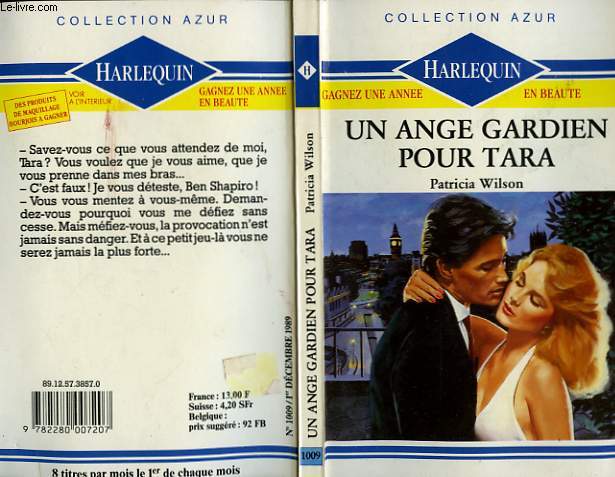 Le-livre.com
COLLECTION AZUR
HARLEQUIN
GAGNEZ UNE ANNEE
EN BEAUTE
VOIR
A L'INTERIEUR
DES PRODUITS
DE MAQUILLAGE
BOURJOIS A GAGNER
– Savez-vous ce que vous attendez de moi,
Tara ? Vous voulez que je vous aime, que je
vous prenne dans mes bras...
– C'est faux ! Je vous déteste, Ben Shapiro !
– Vous vous mentez à vous-même. Deman-
dez-vous pourquoi vous me défiez sans
cesse. Mais méfiez-vous, la provocation n'est
jamais sans danger. Et à ce petit jeu-là vous ne
serez jamais la plus forte...
89.12.57.3857.0
9 782280 007207
France : 13,00 F
Suisse : 4,20 SFr
Belgique :
prix suggéré : 92 FB
8 titres par mois le 1er de chaque mois
H
Patricia Wilson
UN ANGE GARDIEN POUR TARA
N° 1009 / 1er DÉCEMBRE 1989
1009
COLLECTION AZUR
HARLEQUIN
GAGNEZ UNE ANNEE
EN BEAUTE
UN ANGE GARDIEN
POUR TARA
Patricia Wilson